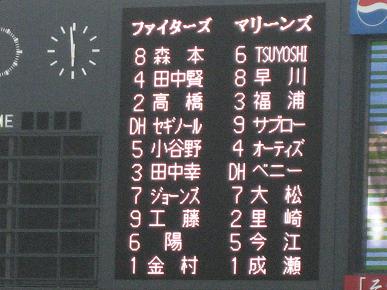 ファイターズ マリーンズ
8 森本 6 TSUYOSHI
4 田中賢 8 早川
2 高橋 3 福浦
DH セギノール 9 サブロー
5 小谷野 4 オーティズ
3 田中幸 DH ベニー
7 ジョーンズ 7 大松
9 工藤 2 里崎
6 陽 5 今江
1 金村 1 成瀬